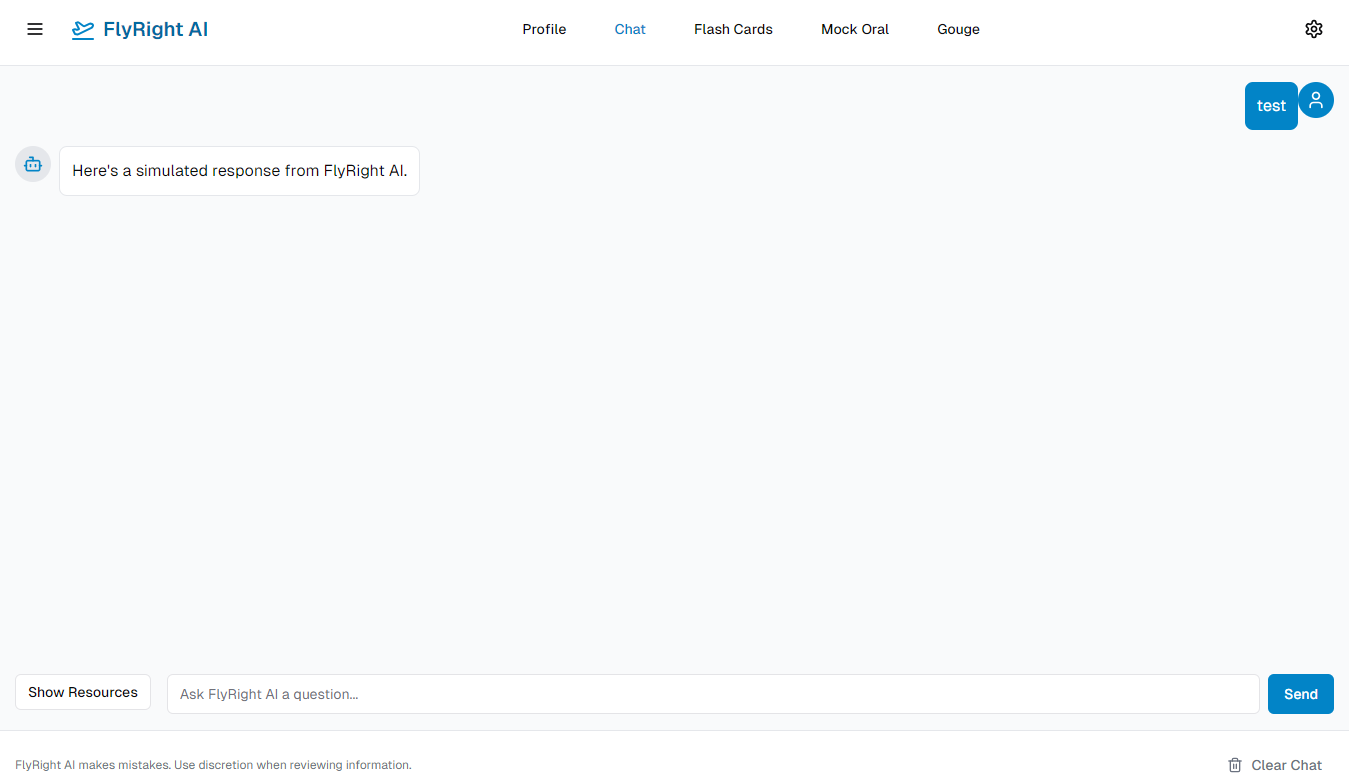 FlyRight AI
Profile
Chat
Flash Cards
Mock Oral
Gouge
test
Here's a simulated response from FlyRight AI.
Show Resources
Ask FlyRight AI a question...
Send
FlyRight AI makes mistakes. Use discretion when reviewing information.
Clear Chat